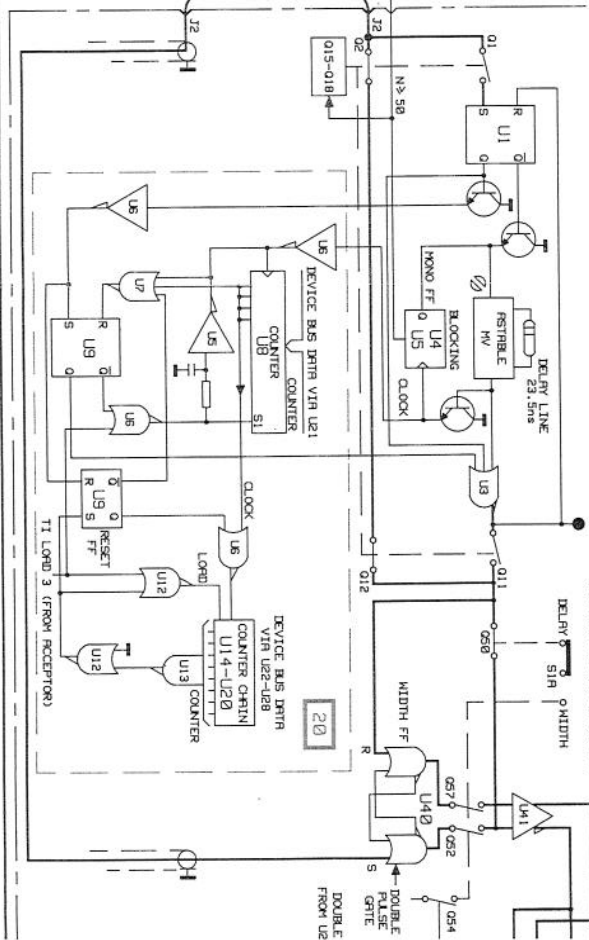 DELAY
S1A
WIDTH
Q54
DOUBLE
FROM U2
U41
DOUBLE
PULSE
GATE
Q50
Q57
Q52
Q11
U40
WIDTH FF
R
S
Q1
DELAY LINE
23.5ns
R
S
U1
Q̅
Q
ASTABLE
MV
U3
Q12
BLOCKING
U4
U5
Q
MONO FF
CLOCK
J2
Q2
N≥50
Q15-Q18
20
DEVICE BUS DATA VIA U21
COUNTER
COUNTER
U8
S1
DEVICE BUS DATA
VIA U22-U28
COUNTER CHAIN
U14-U20
COUNTER
CLOCK
U6
LOAD
U6
U5
U13
U7
U6
U12
U12
U6
R
S
U9
Q̅
Q
Q̅
Q
U9
R
S
RESET
FF
TI LOAD 3 (FROM ACCEPTOR)
J2